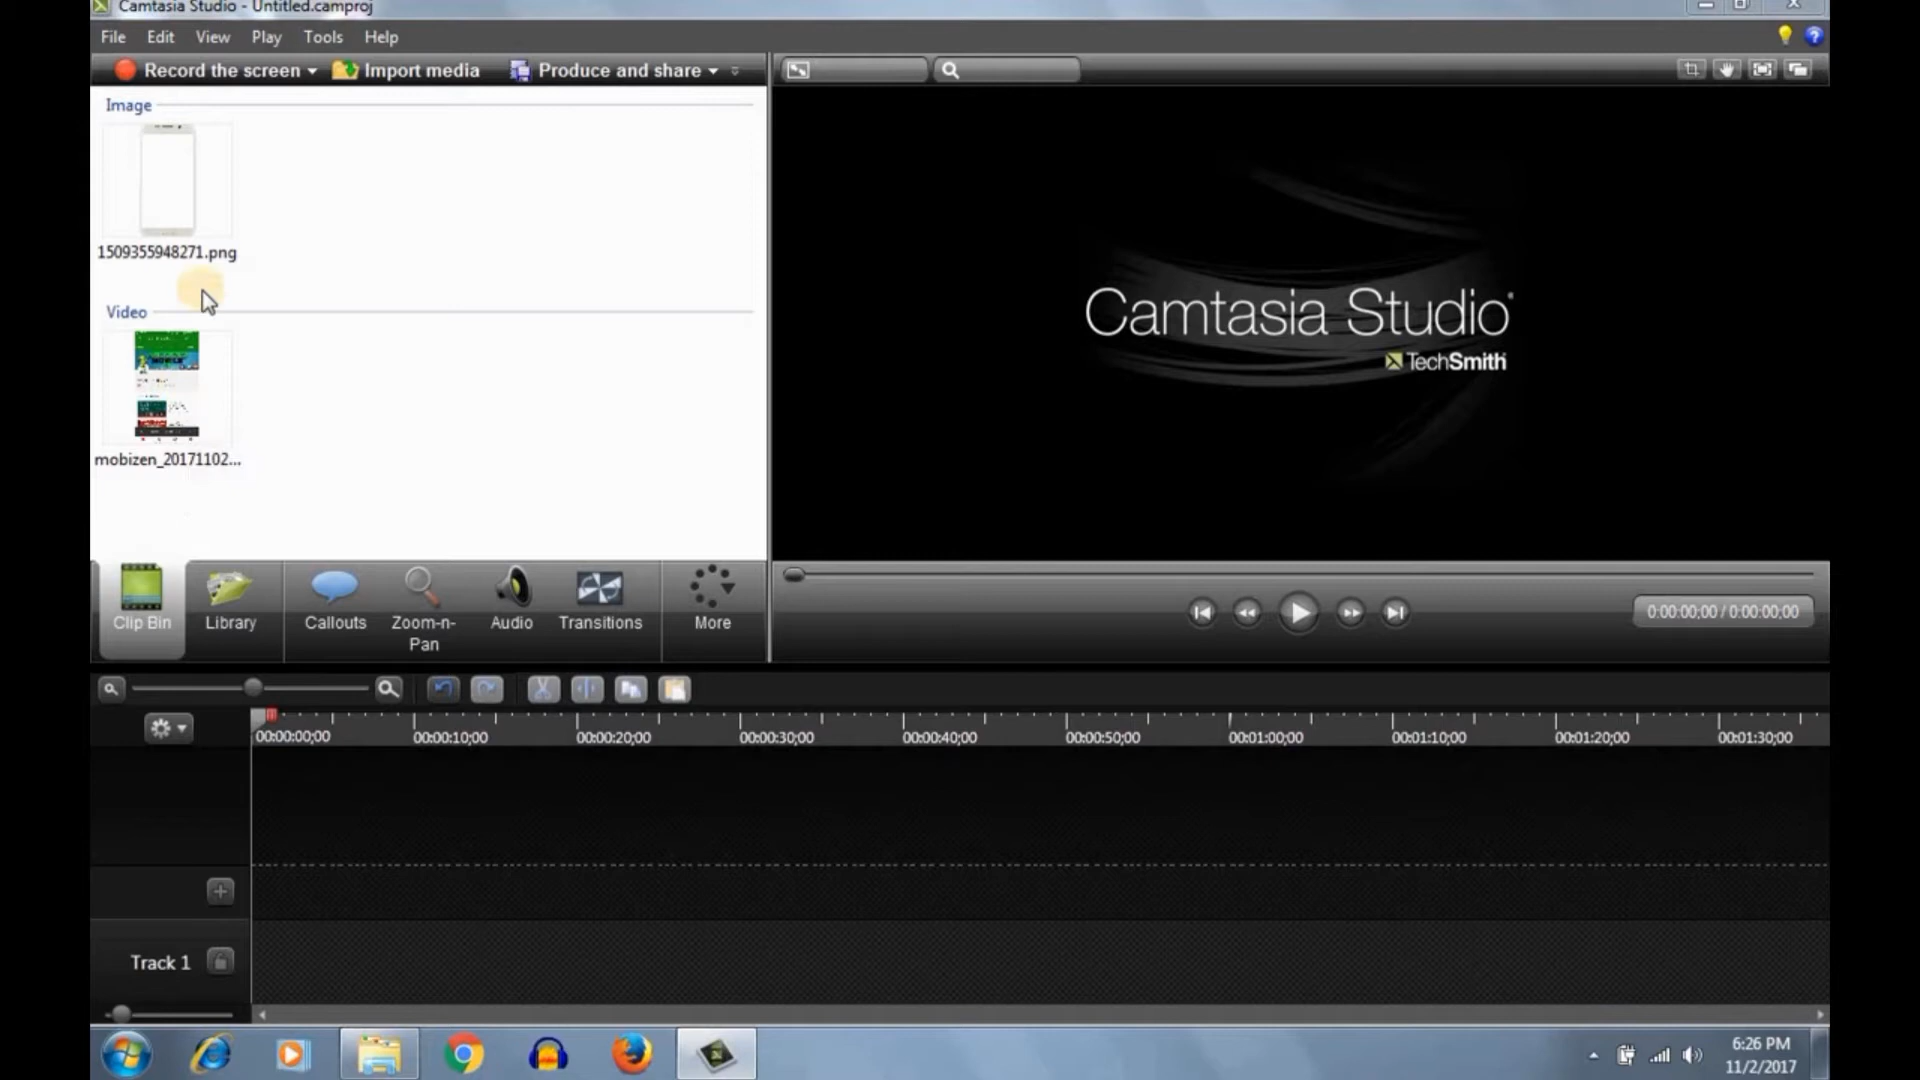 Camtasia Studio - Untitled.camproj
File Edit View Play Tools Help
Record the screen Import media Produce and share
Image
1509355948271.png
Video
mobizen_20171102...
Camtasia Studio
TechSmith
Clip Bin Library Callouts Zoom-n-Pan Audio Transitions More
0:00:00;00 / 0:00:00;00
00:00:00;00 00:00:10;00 00:00:20;00 00:00:30;00 00:00:40;00 00:00:50;00 00:01:00;00 00:01:10;00 00:01:20;00 00:01:30;00
Track 1
6:26 PM
11/2/2017